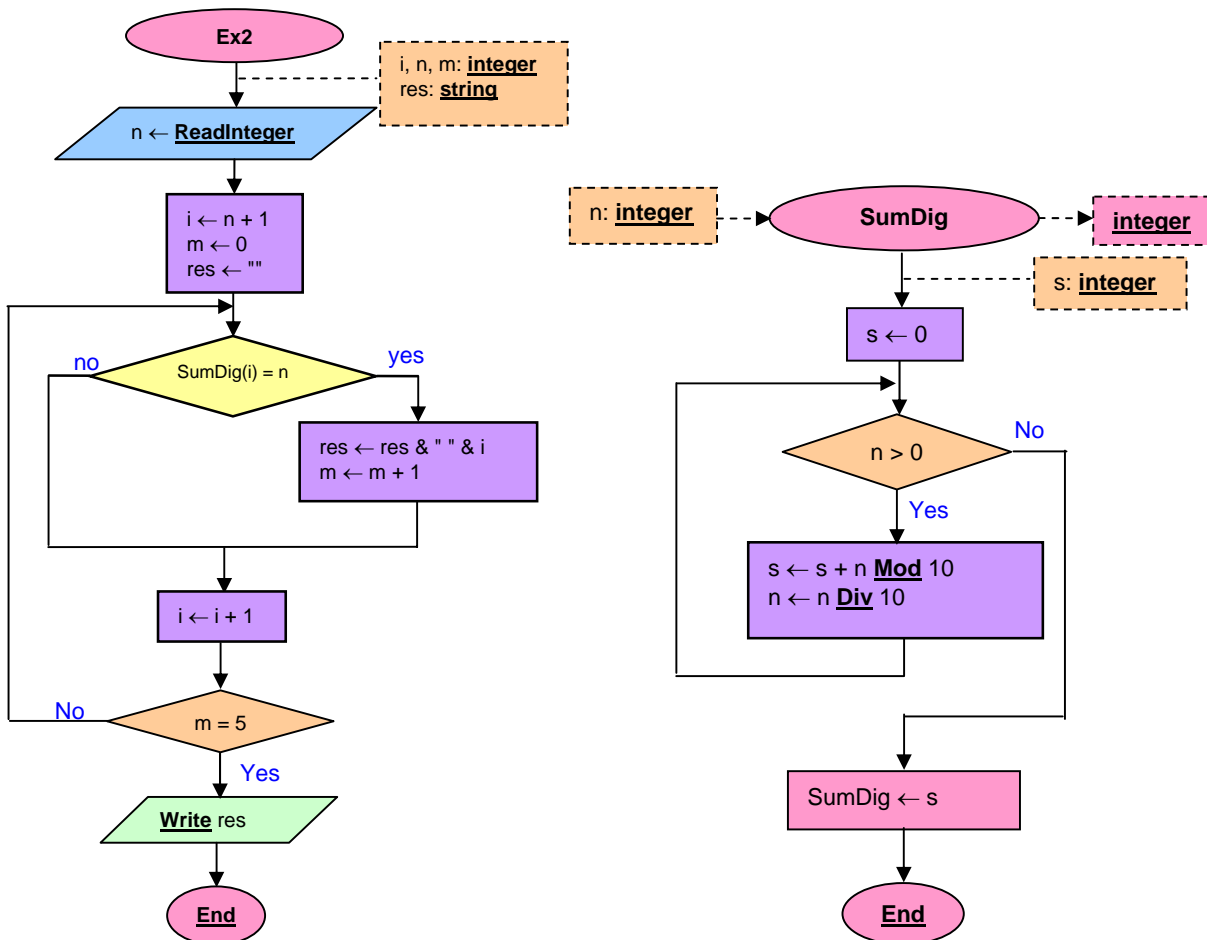 Ex2
i, n, m: integer
res: string
n ← ReadInteger
i ← n + 1
m ← 0
res ← ""
no
SumDig(i) = n
yes
res ← res & " " & i
m ← m + 1
i ← i + 1
No
m = 5
Yes
Write res
End
n: integer
SumDig
integer
s: integer
s ← 0
n > 0
No
Yes
s ← s + n Mod 10
n ← n Div 10
SumDig ← s
End